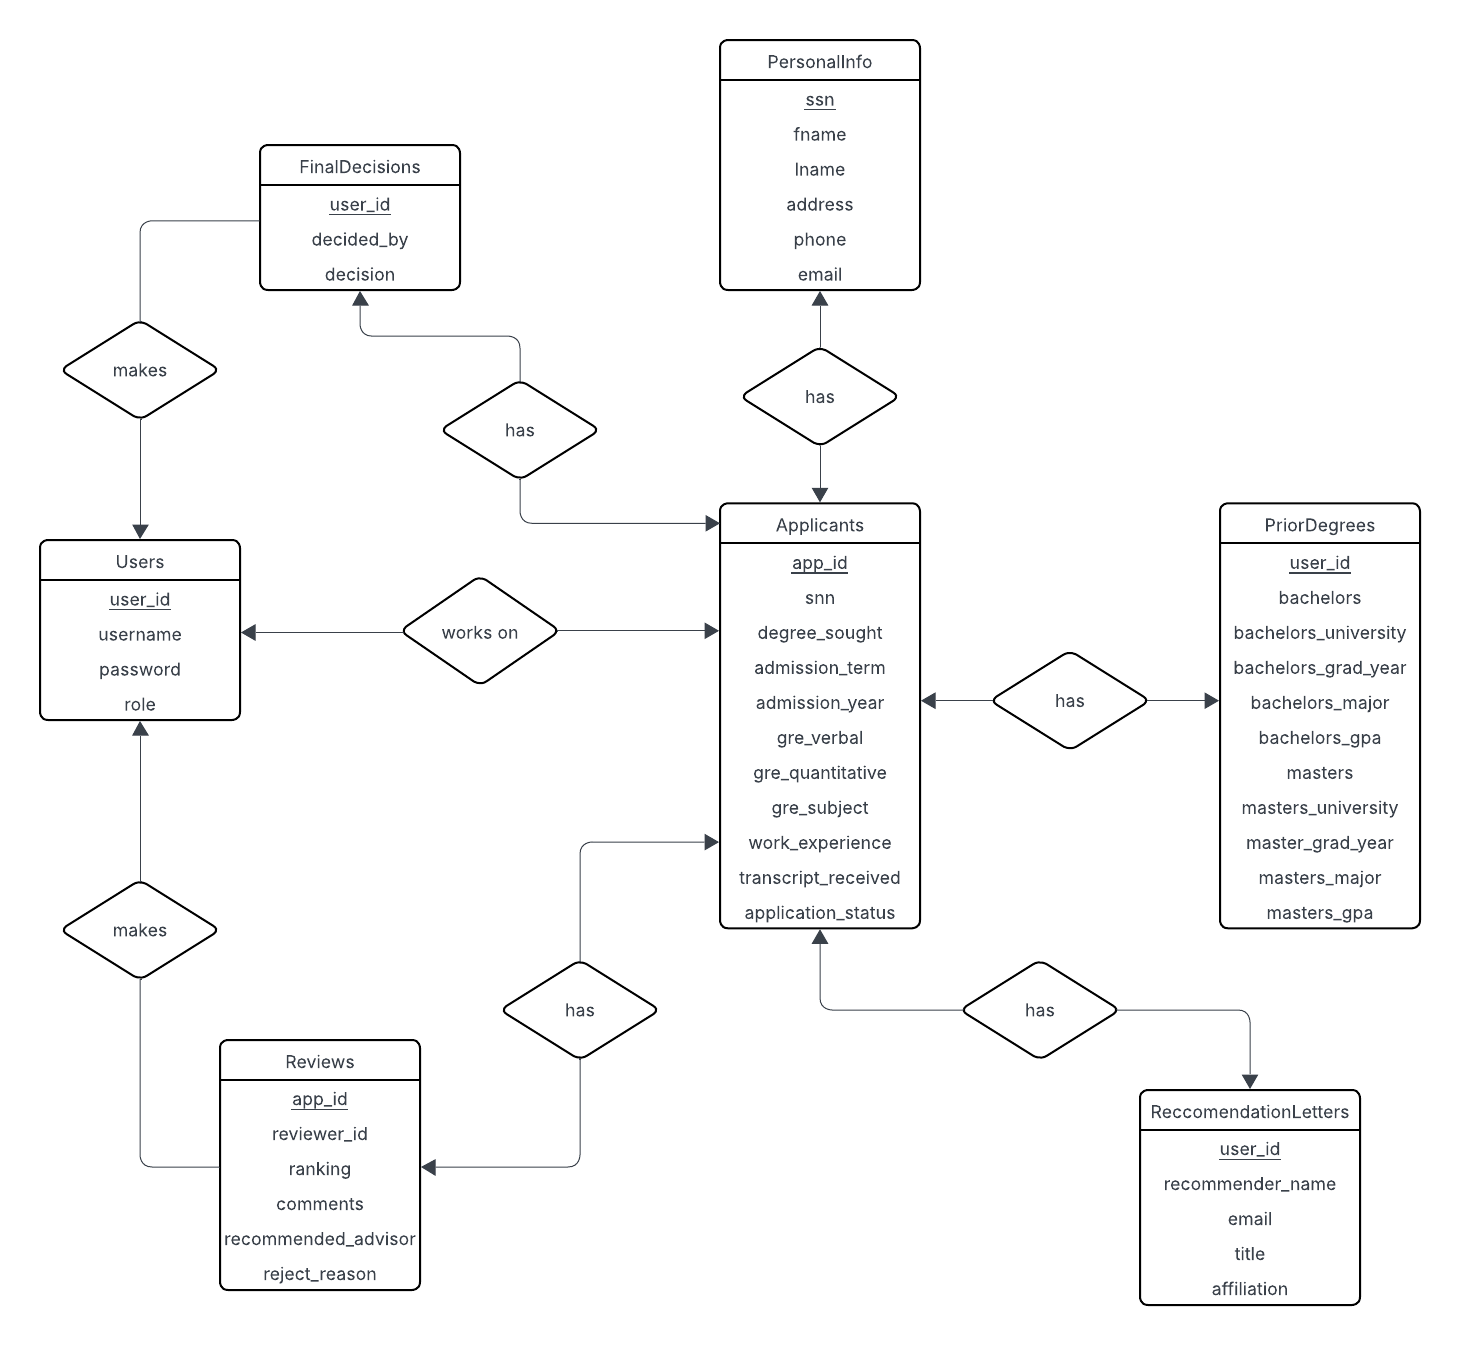 PersonalInfo
ssn
fname
lname
address
phone
email
FinalDecisions
user_id
decided_by
decision
makes
has
has
Users
user_id
username
password
role
works on
Applicants
app_id
snn
degree_sought
admission_term
admission_year
gre_verbal
gre_quantitative
gre_subject
work_experience
transcript_received
application_status
has
PriorDegrees
user_id
bachelors
bachelors_university
bachelors_grad_year
bachelors_major
bachelors_gpa
masters
masters_university
master_grad_year
masters_major
masters_gpa
makes
has
has
Reviews
app_id
reviewer_id
ranking
comments
recommended_advisor
reject_reason
ReccomendationLetters
user_id
recommender_name
email
title
affiliation